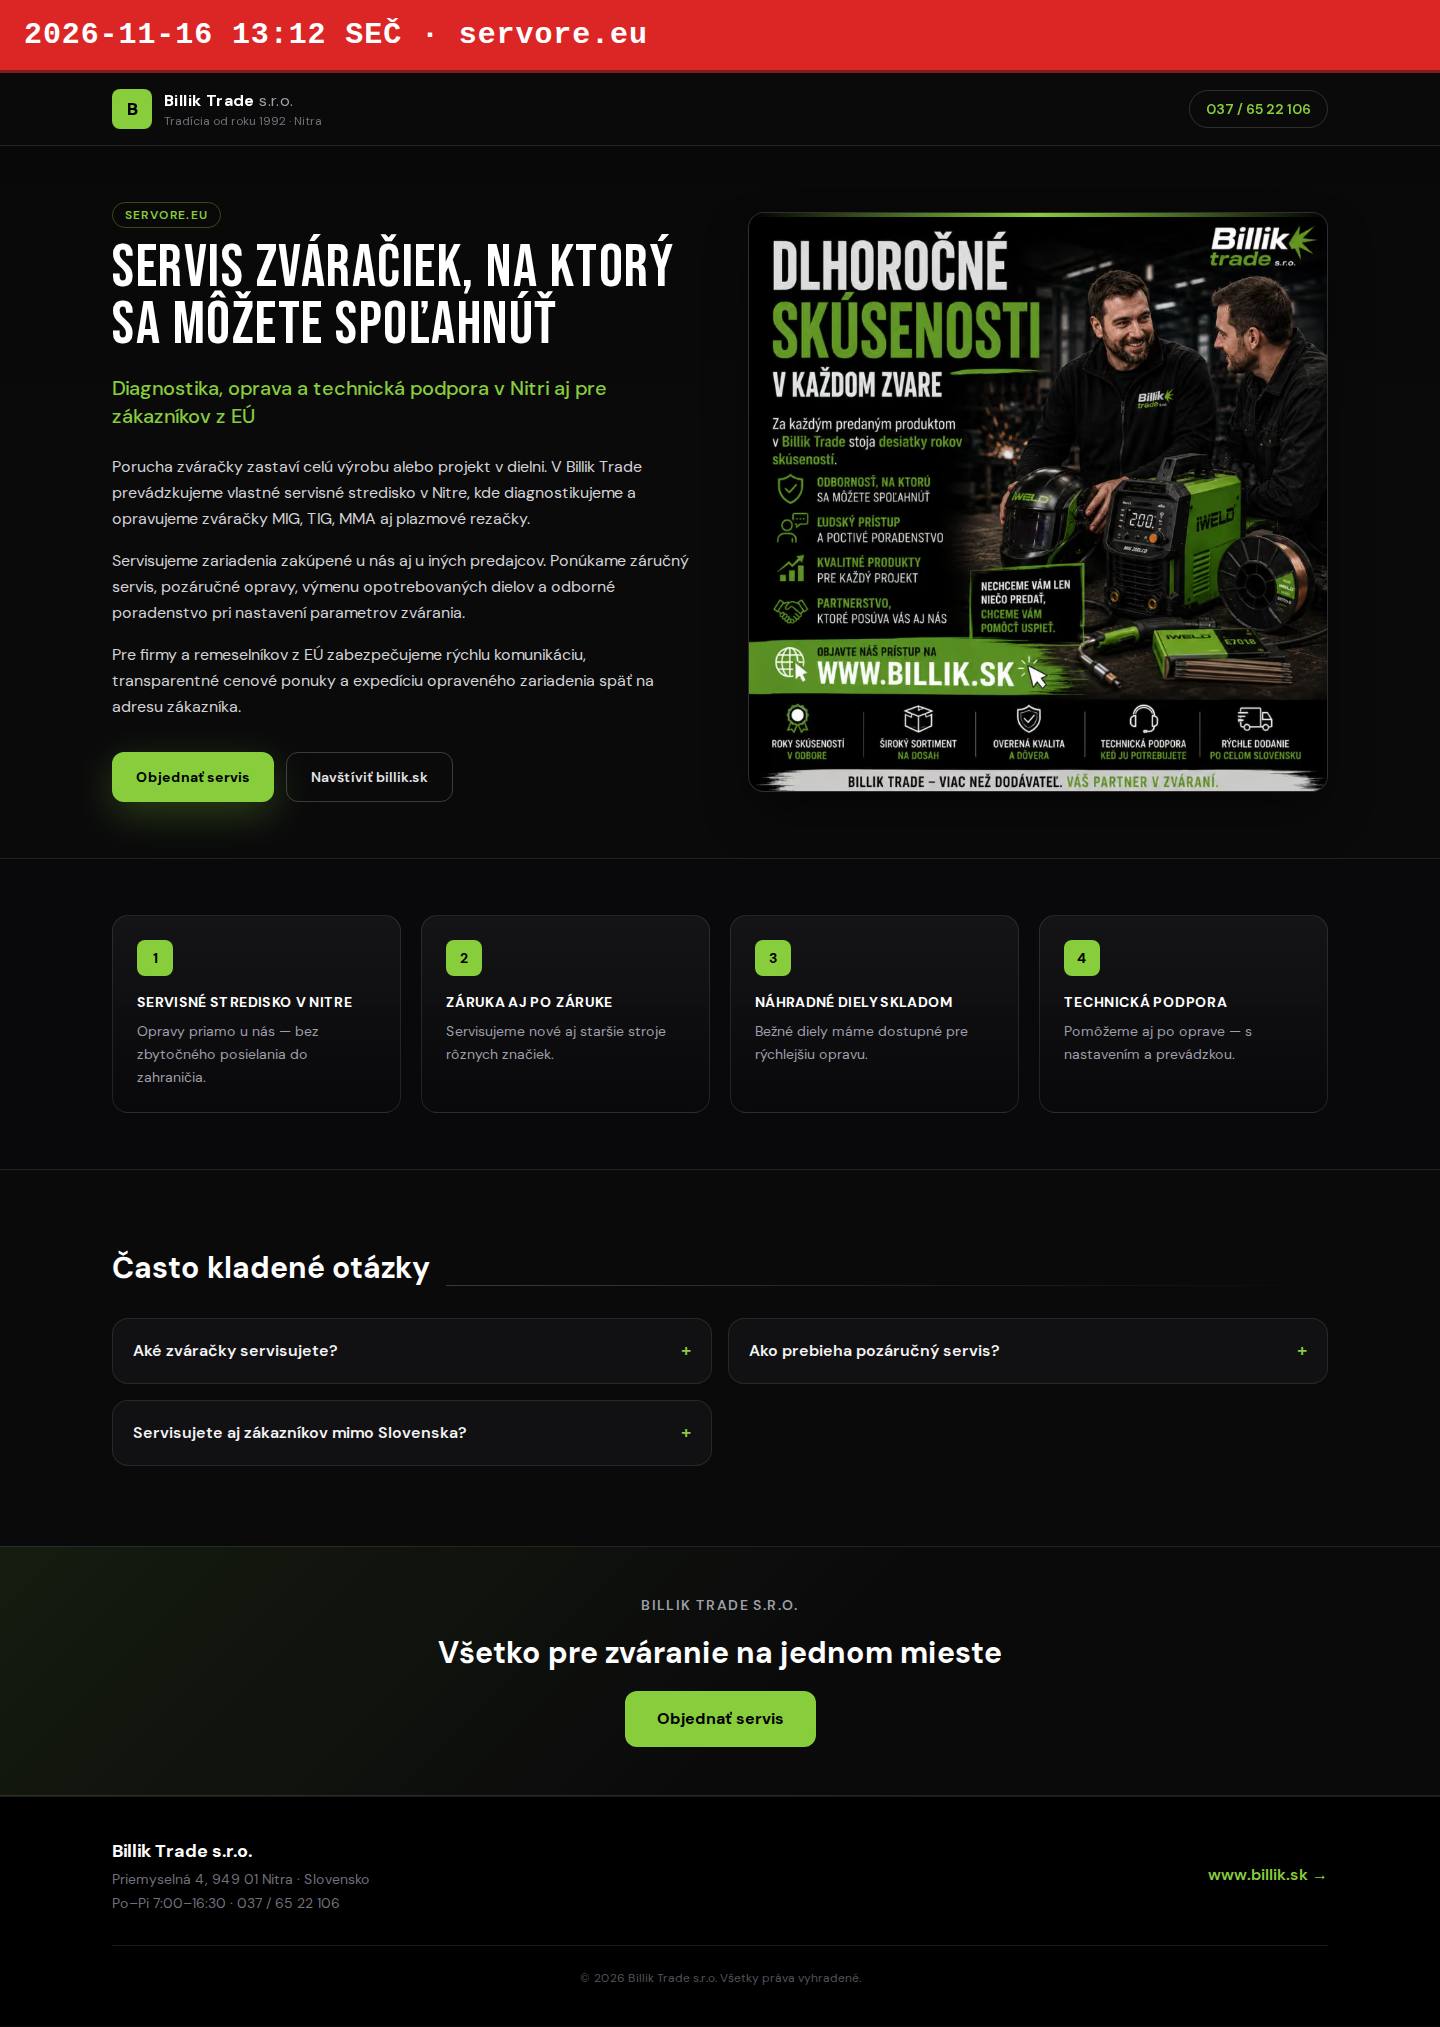 2026-11-16 13:12 SEČ · servore.eu
B
Billik Trade s.r.o.
Tradícia od roku 1992 · Nitra
037 / 65 22 106
SERVORE.EU
SERVIS ZVÁRAČIEK, NA KTORÝ
SA MÔŽETE SPOĽAHNÚŤ
Diagnostika, oprava a technická podpora v Nitri aj pre
zákazníkov z EÚ
Porucha zváračky zastaví celú výrobu alebo projekt v dielni. V Billik Trade
prevádzkujeme vlastné servisné stredisko v Nitre, kde diagnostikujeme a
opravujeme zváračky MIG, TIG, MMA aj plazmové rezačky.
Servisujeme zariadenia zakúpené u nás aj u iných predajcov. Ponúkame záručný
servis, pozáručné opravy, výmenu opotrebovaných dielov a odborné
poradenstvo pri nastavení parametrov zvárania.
Pre firmy a remeselníkov z EÚ zabezpečujeme rýchlu komunikáciu,
transparentné cenové ponuky a expedíciu opraveného zariadenia späť na
adresu zákazníka.
Objednať servis
Navštíviť billik.sk
Billik
trade s.r.o.
DLHOROČNÉ
SKÚSENOSTI
V KAŽDOM ZVARE
Billik
trade
Za každým predaným produktom
v Billik Trade stoja desiatky rokov
skúseností.
ODBORNOSŤ, NA KTORÚ
SA MÔŽETE SPOĽAHNÚŤ
ĽUDSKÝ PRÍSTUP
A POCTIVÉ PORADENSTVO
KVALITNÉ PRODUKTY
PRE KAŽDÝ PROJEKT
PARTNERSTVO,
KTORÉ POSÚVA VÁS AJ NÁS
iWELD
200.
iWELD
NECHCEME VÁM LEN
NIEČO PREDAŤ,
CHCEME VÁM
POMÔCŤ USPIEŤ.
IWELD
E7018
OBJAVTE NÁŠ PRÍSTUP NA
WWW.BILLIK.SK
ROKY SKÚSENOSTÍ
V ODBORE
ŠIROKÝ SORTIMENT
NA DOSAH
OVERENÁ KVALITA
A DÔVERA
TECHNICKÁ PODPORA
KEĎ JU POTREBUJETE
RÝCHLE DODANIE
PO CELOM SLOVENSKU
BILLIK TRADE – VIAC NEŽ DODÁVATEĽ. VÁŠ PARTNER V ZVÁRANÍ.
1
SERVISNÉ STREDISKO V NITRE
Opravy priamo u nás — bez
zbytočného posielania do
zahraničia.
2
ZÁRUKA AJ PO ZÁRUKE
Servisujeme nové aj staršie stroje
rôznych značiek.
3
NÁHRADNÉ DIELY SKLADOM
Bežné diely máme dostupné pre
rýchlejšiu opravu.
4
TECHNICKÁ PODPORA
Pomôžeme aj po oprave — s
nastavením a prevádzkou.
Často kladené otázky
Aké zváračky servisujete? +
Ako prebieha pozáručný servis? +
Servisujete aj zákazníkov mimo Slovenska? +
BILLIK TRADE S.R.O.
Všetko pre zváranie na jednom mieste
Objednať servis
Billik Trade s.r.o.
Priemyselná 4, 949 01 Nitra · Slovensko
Po–Pi 7:00–16:30 · 037 / 65 22 106
www.billik.sk →
© 2026 Billik Trade s.r.o. Všetky práva vyhradené.